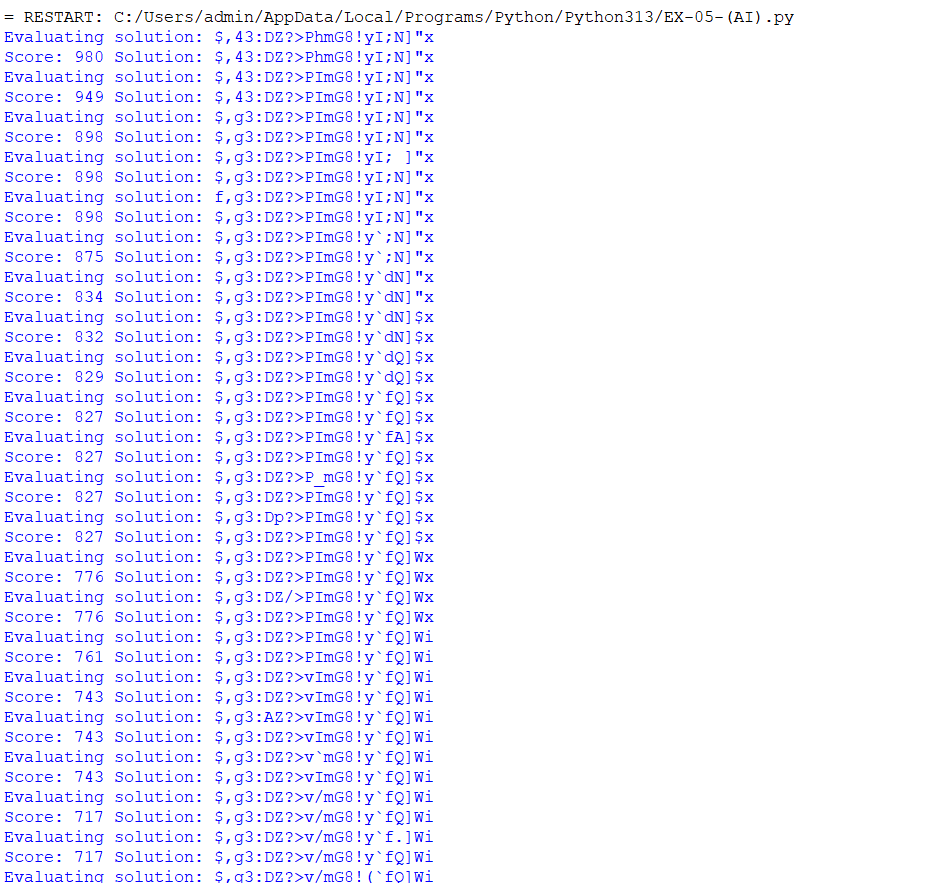 = RESTART: C:/Users/admin/AppData/Local/Programs/Python/Python313/EX-05-(AI).py
Evaluating solution: $,43:DZ?>PhmG8!yI;N]"x
Score: 980 Solution: $,43:DZ?>PhmG8!yI;N]"x
Evaluating solution: $,43:DZ?>PImG8!yI;N]"x
Score: 949 Solution: $,43:DZ?>PImG8!yI;N]"x
Evaluating solution: $,g3:DZ?>PImG8!yI;N]"x
Score: 898 Solution: $,g3:DZ?>PImG8!yI;N]"x
Evaluating solution: $,g3:DZ?>PImG8!yI; ]"x
Score: 898 Solution: $,g3:DZ?>PImG8!yI;N]"x
Evaluating solution: f,g3:DZ?>PImG8!yI;N]"x
Score: 898 Solution: $,g3:DZ?>PImG8!yI;N]"x
Evaluating solution: $,g3:DZ?>PImG8!y`;N]"x
Score: 875 Solution: $,g3:DZ?>PImG8!y`;N]"x
Evaluating solution: $,g3:DZ?>PImG8!y`dN]"x
Score: 834 Solution: $,g3:DZ?>PImG8!y`dN]"x
Evaluating solution: $,g3:DZ?>PImG8!y`dN]$x
Score: 832 Solution: $,g3:DZ?>PImG8!y`dN]$x
Evaluating solution: $,g3:DZ?>PImG8!y`dQ]$x
Score: 829 Solution: $,g3:DZ?>PImG8!y`dQ]$x
Evaluating solution: $,g3:DZ?>PImG8!y`fQ]$x
Score: 827 Solution: $,g3:DZ?>PImG8!y`fQ]$x
Evaluating solution: $,g3:DZ?>PImG8!y`fA]$x
Score: 827 Solution: $,g3:DZ?>PImG8!y`fQ]$x
Evaluating solution: $,g3:DZ?>P_mG8!y`fQ]$x
Score: 827 Solution: $,g3:DZ?>PImG8!y`fQ]$x
Evaluating solution: $,g3:Dp?>PImG8!y`fQ]$x
Score: 827 Solution: $,g3:DZ?>PImG8!y`fQ]$x
Evaluating solution: $,g3:DZ?>PImG8!y`fQ]Wx
Score: 776 Solution: $,g3:DZ?>PImG8!y`fQ]Wx
Evaluating solution: $,g3:DZ/>PImG8!y`fQ]Wx
Score: 776 Solution: $,g3:DZ?>PImG8!y`fQ]Wx
Evaluating solution: $,g3:DZ?>PImG8!y`fQ]Wi
Score: 761 Solution: $,g3:DZ?>PImG8!y`fQ]Wi
Evaluating solution: $,g3:DZ?>vImG8!y`fQ]Wi
Score: 743 Solution: $,g3:DZ?>vImG8!y`fQ]Wi
Evaluating solution: $,g3:AZ?>vImG8!y`fQ]Wi
Score: 743 Solution: $,g3:DZ?>vImG8!y`fQ]Wi
Evaluating solution: $,g3:DZ?>v`mG8!y`fQ]Wi
Score: 743 Solution: $,g3:DZ?>vImG8!y`fQ]Wi
Evaluating solution: $,g3:DZ?>v/mG8!y`fQ]Wi
Score: 717 Solution: $,g3:DZ?>v/mG8!y`fQ]Wi
Evaluating solution: $,g3:DZ?>v/mG8!y`f.]Wi
Score: 717 Solution: $,g3:DZ?>v/mG8!y`fQ]Wi
Evaluating solution: $,g3:DZ?>v/mG8!(`fQ]Wi